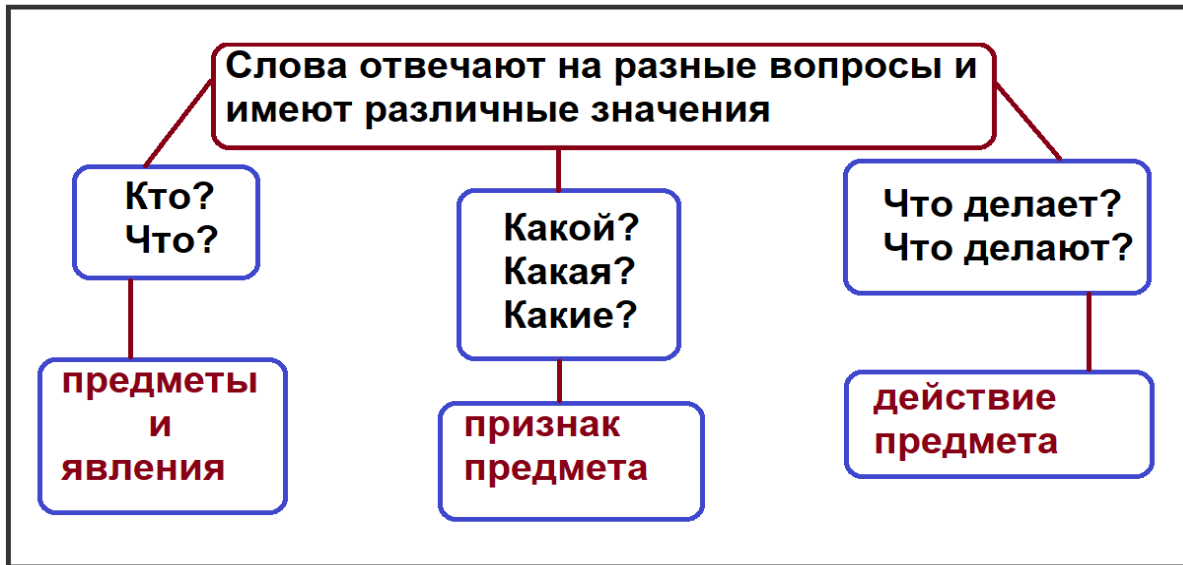 Слова отвечают на разные вопросы и
имеют различные значения
Кто?
Что?
Какой?
Какая?
Какие?
Что делает?
Что делают?
предметы
и
явления
признак
предмета
действие
предмета